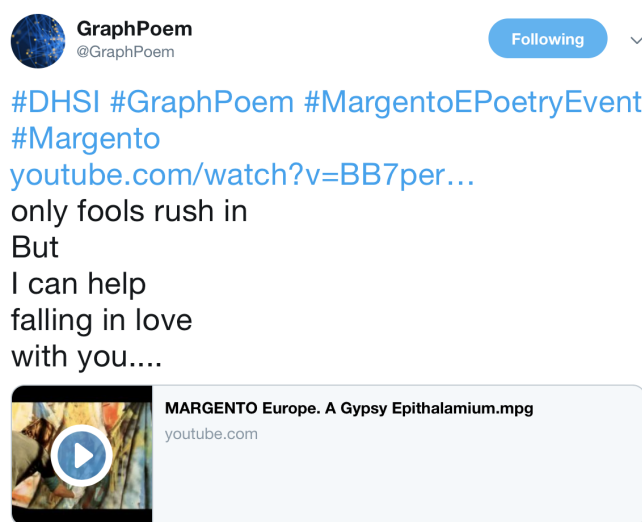 GraphPoem
@GraphPoem
Following
#DHSI #GraphPoem #MargentoEPoetryEvent
#Margento
youtube.com/watch?v=BB7per…
only fools rush in
But
I can help
falling in love
with you....
MARGENTO Europe. A Gypsy Epithalamium.mpg
youtube.com